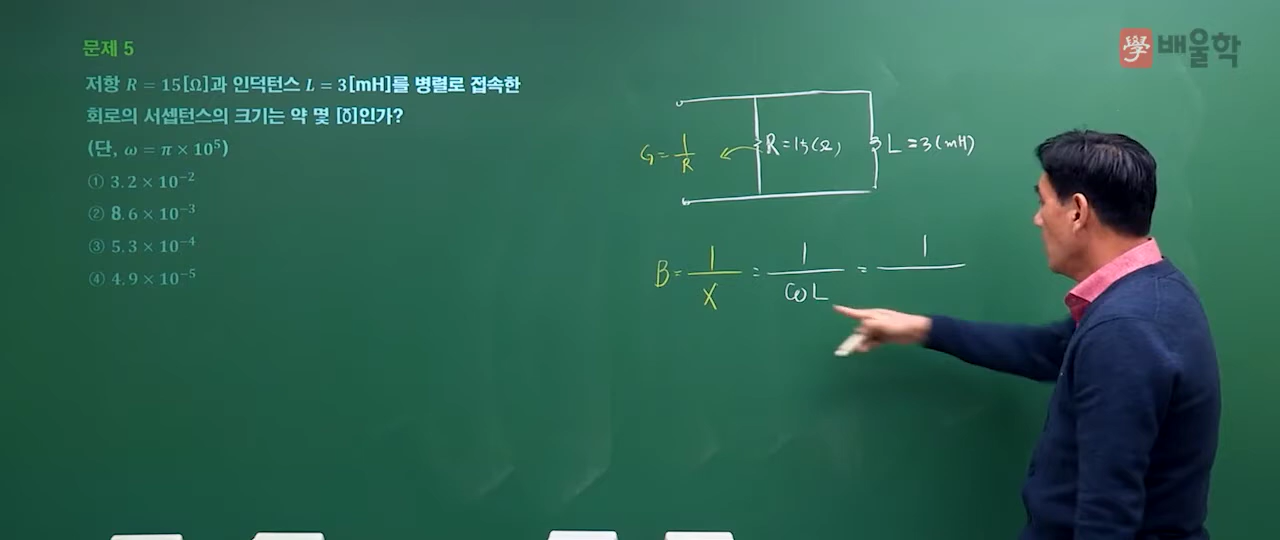 學 배울학
문제 5
저항 R = 15[Ω]과 인덕턴스 L = 3[mH]를 병렬로 접속한
회로의 서셉턴스의 크기는 약 몇 [℧]인가?
(단, ω = π × 10⁵)
① 3.2 × 10⁻²
② 8.6 × 10⁻³
③ 5.3 × 10⁻⁴
④ 4.9 × 10⁻⁵
G = 1/R R = 15(Ω) L = 3(mH)
B = 1/X = 1/ωL = 1/